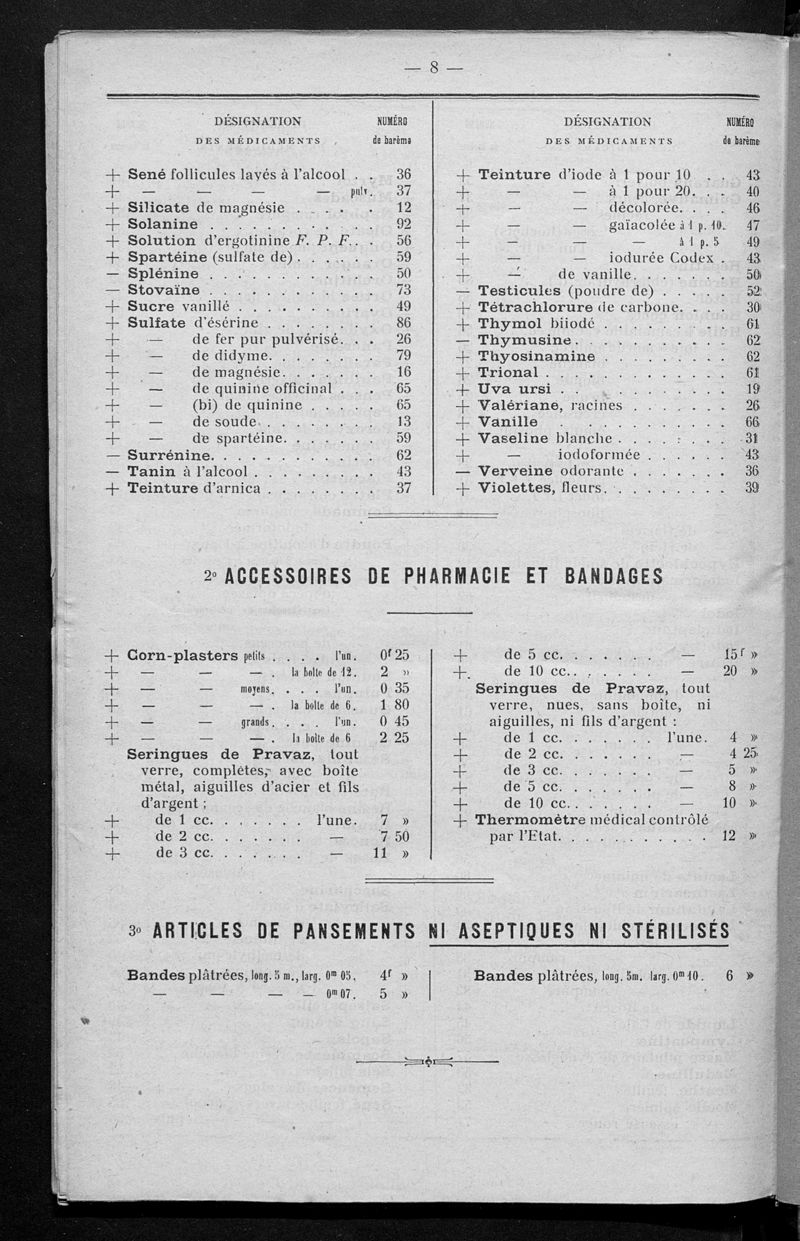 — 8 —
DÉSIGNATION NUMÉRO
DES MÉDICAMENTS de barème
+ Sené follicules lavés à l'alcool . . 36
+ — — — — pulv. 37
+ Silicate de magnésie . . . . . 12
+ Solanine . . . . . . . . . . . 92
+ Solution d'ergotinine F. P. F. . . 56
+ Spartéine (sulfate de) . . . . . . 59
— Splénine . . . . . . . . . . . 50
— Stovaïne . . . . . . . . . . . 73
+ Sucre vanillé . . . . . . . . . . 49
+ Sulfate d'ésérine . . . . . . . . 86
+ — de fer pur pulvérisé. . . 26
+ — de didyme. . . . . . . 79
+ — de magnésie. . . . . . 16
+ — de quinine officinal . . . 65
+ — (bi) de quinine . . . . 65
+ — de soude . . . . . . . . 13
+ — de spartéine. . . . . . 59
— Surrénine. . . . . . . . . . . 62
— Tanin à l'alcool . . . . . . . . . 43
+ Teinture d'arnica . . . . . . . . 37
DÉSIGNATION NUMÉRO
DES MÉDICAMENTS de barème
+ Teinture d'iode à 1 pour 10 . . 43
+ — — à 1 pour 20. . . 40
+ — — décolorée. . . . 46
+ — — gaïacolée à 1 p. 10. 47
+ — — — à 1 p. 5 49
+ — — iodurée Codex . 43
+ — de vanille. . . . . . . 50
— Testicules (poudre de) . . . . . 52
+ Tétrachlorure de carbone. . . . 30
+ Thymol biiodé . . . . . . . . . 61
— Thymusine . . . . . . . . . . . 62
+ Thyosinamine . . . . . . . . . 62
+ Trional . . . . . . . . . . . . . 61
+ Uva ursi . . . . . . . . . . . . 19
+ Valériane, racines . . . . . . . 26
+ Vanille . . . . . . . . . . . . 66
+ Vaseline blanche . . . . . . . . 31
+ — iodoformée . . . . . . 43
— Verveine odorante . . . . . . . 36
+ Violettes, fleurs. . . . . . . . . 39
2º ACCESSOIRES DE PHARMACIE ET BANDAGES
+ Corn-plasters petits . . . . l'un. 0f 25
+ — — — . la boîte de 12. 2 »
+ — — moyens. . . . l'un. 0 35
+ — — — . la boîte de 6. 1 80
+ — — grands. . . . l'un. 0 45
+ — — — . la boîte de 6 2 25
Seringues de Pravaz, tout
verre, complètes, avec boîte
métal, aiguilles d'acier et fils
d'argent ;
+ de 1 cc. . . . . . . l'une. 7 »
+ de 2 cc. . . . . . . — 7 50
+ de 3 cc. . . . . . . — 11 »
+ de 5 cc. . . . . . . — 15f »
+. de 10 cc. . . . . . . — 20 »
Seringues de Pravaz, tout
verre, nues, sans boîte, ni
aiguilles, ni fils d'argent :
+ de 1 cc. . . . . . . l'une. 4 »
+ de 2 cc. . . . . . . — 4 25
+ de 3 cc. . . . . . . — 5 »
+ de 5 cc. . . . . . . — 8 »
+ de 10 cc. . . . . . . — 10 »
+ Thermomètre médical contrôlé
par l'Etat. . . . . . . . . . . 12 »
3º ARTICLES DE PANSEMENTS NI ASEPTIQUES NI STÉRILISÉS
Bandes plâtrées, long. 5 m., larg. 0m 05. 4f »
— — — — 0m 07. 5 »
Bandes plâtrées, long. 5m. larg. 0m 10. 6 »